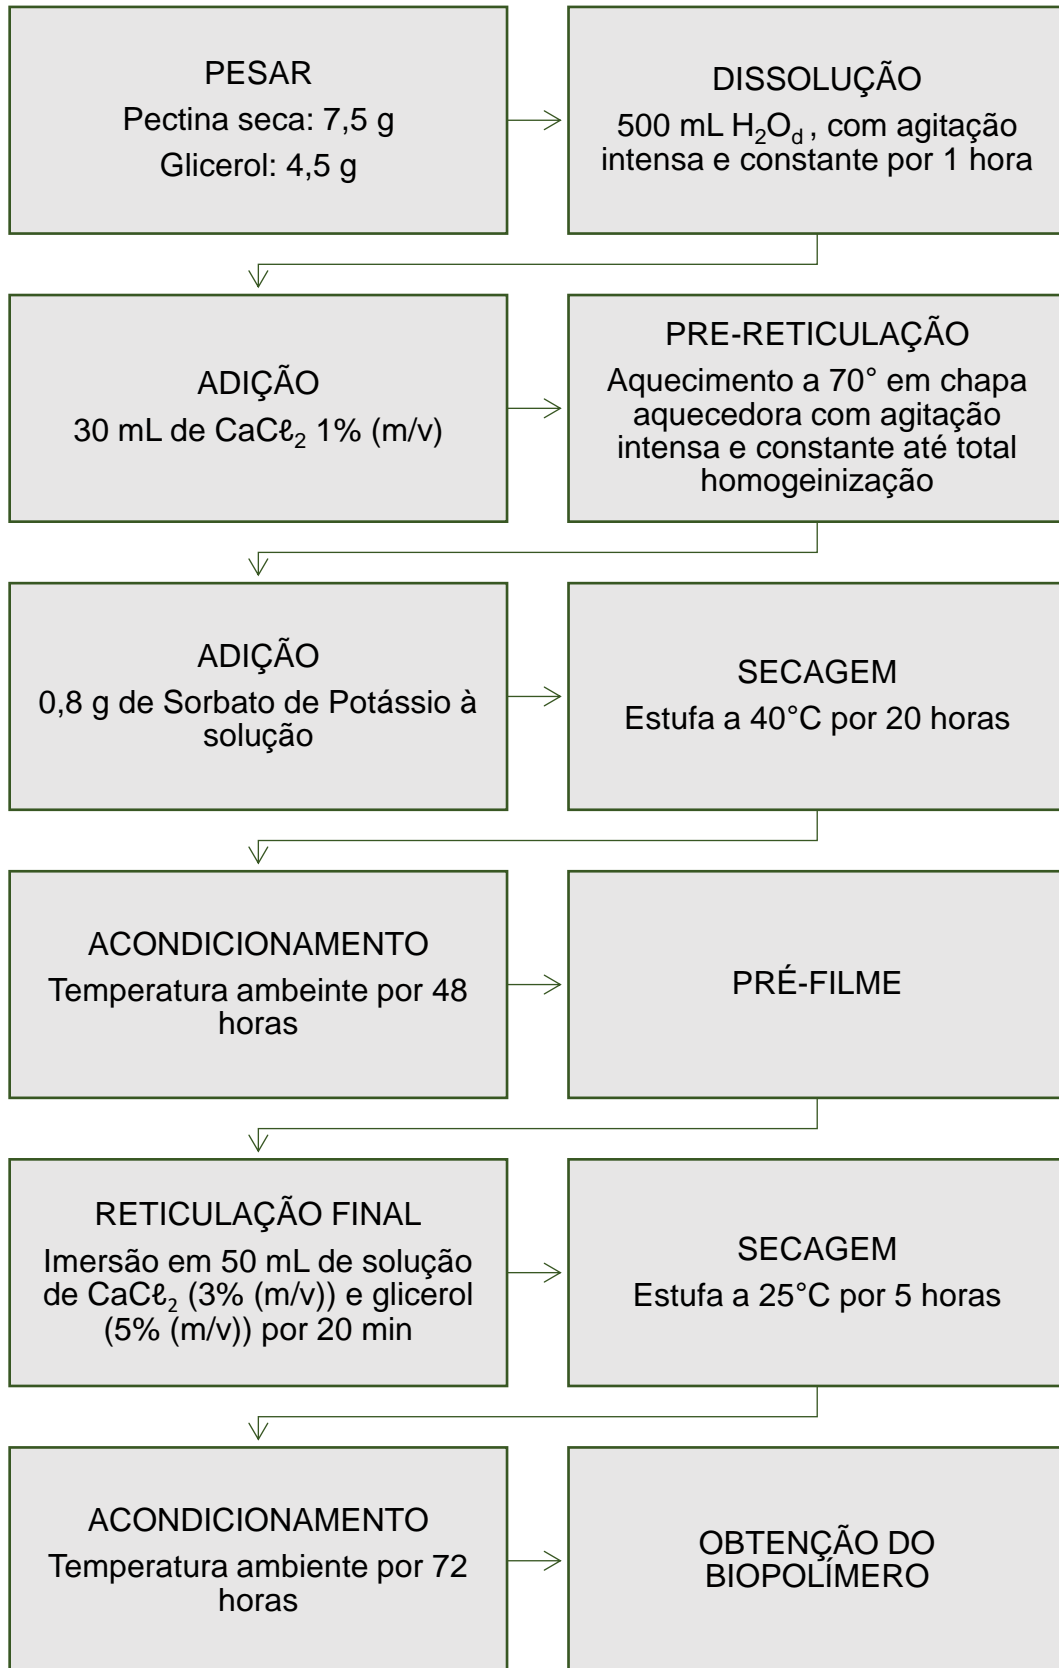 PESAR
Pectina seca: 7,5 g
Glicerol: 4,5 g
DISSOLUÇÃO
500 mL H₂O_d , com agitação
intensa e constante por 1 hora
ADIÇÃO
30 mL de CaCℓ₂ 1% (m/v)
PRE-RETICULAÇÃO
Aquecimento a 70° em chapa
aquecedora com agitação
intensa e constante até total
homogeinização
ADIÇÃO
0,8 g de Sorbato de Potássio à
solução
SECAGEM
Estufa a 40°C por 20 horas
ACONDICIONAMENTO
Temperatura ambeinte por 48
horas
PRÉ-FILME
RETICULAÇÃO FINAL
Imersão em 50 mL de solução
de CaCℓ₂ (3% (m/v)) e glicerol
(5% (m/v)) por 20 min
SECAGEM
Estufa a 25°C por 5 horas
ACONDICIONAMENTO
Temperatura ambiente por 72
horas
OBTENÇÃO DO
BIOPOLÍMERO